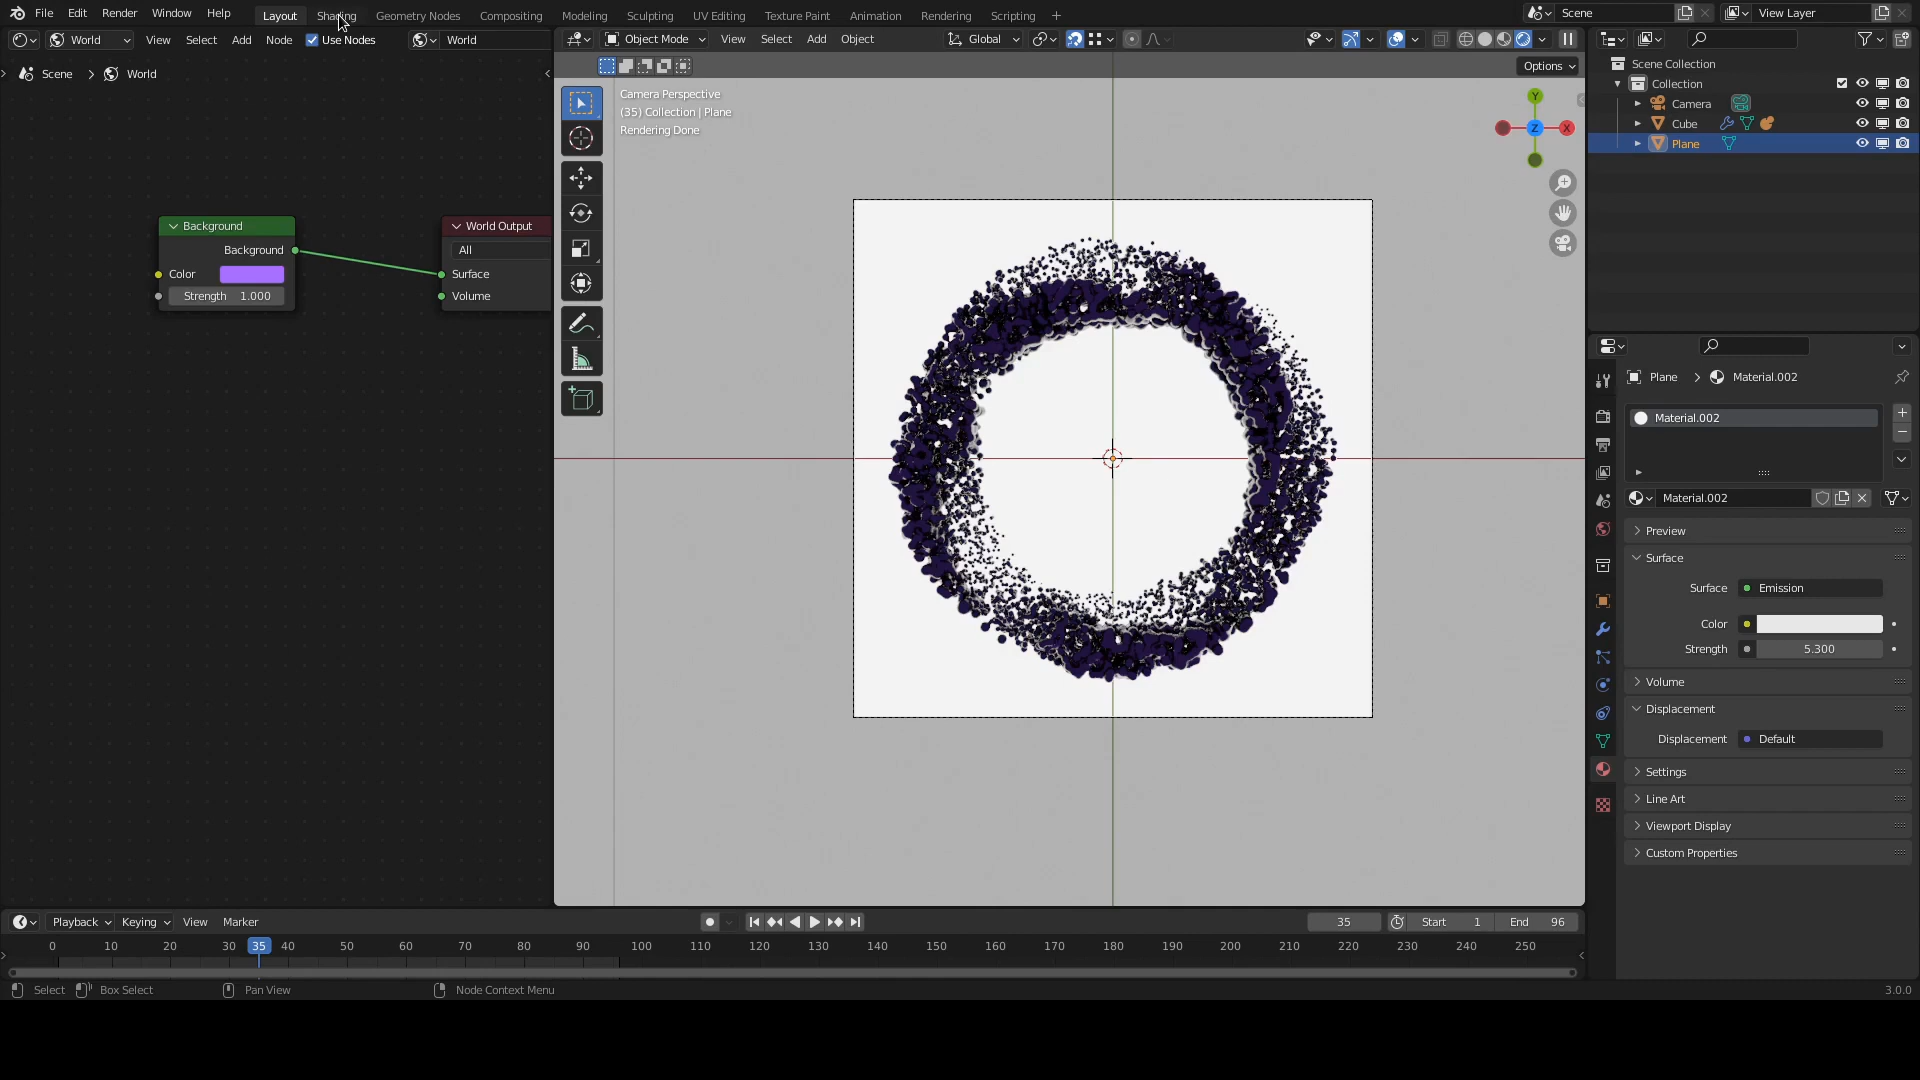 File Edit Render Window Help Layout Shading Geometry Nodes Compositing Modeling Sculpting UV Editing Texture Paint Animation Rendering Scripting + Scene View Layer
World View Select Add Node Use Nodes World Object Mode View Select Add Object Global
Options
Scene > World
Camera Perspective
(35) Collection | Plane
Rendering Done
Y
X
Z
Scene Collection
Collection
Camera
Cube
Plane
Background
Background
Color
Strength 1.000
World Output
All
Surface
Volume
Plane > Material.002
Material.002
Material.002
Preview
Surface
Surface Emission
Color
Strength 5.300
Volume
Displacement
Displacement Default
Settings
Line Art
Viewport Display
Custom Properties
Playback Keying View Marker 35 Start 1 End 96
0 10 20 30 35 40 50 60 70 80 90 100 110 120 130 140 150 160 170 180 190 200 210 220 230 240 250
Select Box Select Pan View Node Context Menu 3.0.0